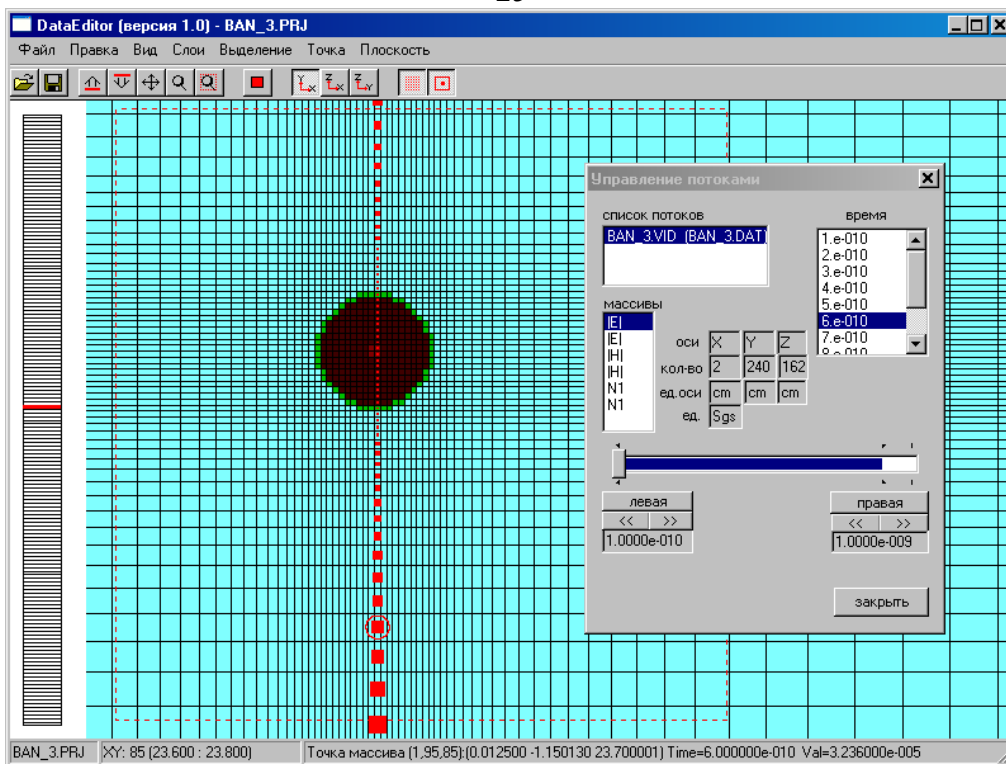 DataEditor (версия 1.0) - BAN_3.PRJ
Файл Правка Вид Слои Выделение Точка Плоскость
Y X Z X Z Y
Управление потоками
список потоков
BAN_3.VID (BAN_3.DAT)
время
1.e-010
2.e-010
3.e-010
4.e-010
5.e-010
6.e-010
7.e-010
массивы
|E|
|E|
|H|
|H|
N1
N1
оси X Y Z
кол-во 2 240 162
ед.оси cm cm cm
ед. Sgs
левая
<< >>
1.0000e-010
правая
<< >>
1.0000e-009
закрыть
BAN_3.PRJ XY: 85 (23.600 : 23.800) Точка массива (1,95,85):(0.012500 -1.150130 23.700001) Time=6.000000e-010 Val=3.236000e-005